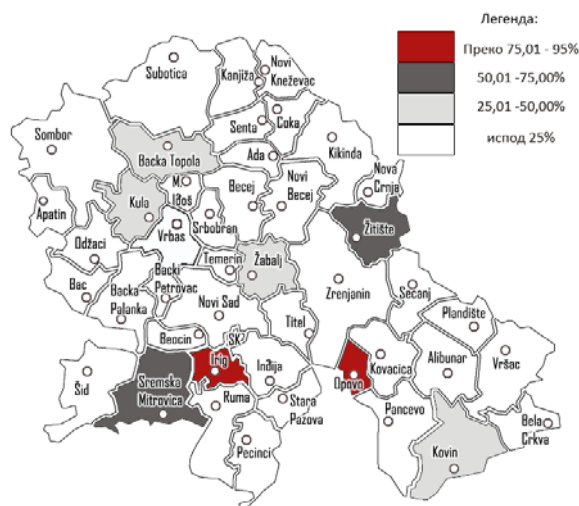 Легенда:
Преко 75,01 - 95%
50,01 -75,00%
25,01 -50,00%
испод 25%
Subotica
Kanjiža
Novi
Kneževac
Sombor
Senta
Coka
Backa Topola
Ada
Kikinda
Nova
Crnje
Apatin
Kula
M.
Iđoš
Becej
Novi
Becej
Srbobran
Vrbas
Žitište
Odžaci
Temerin
Žabalj
Bac
Backa
Palanka
Backi
Petrovac
Novi Sad
Zrenjanin
Secanj
Titel
Plandište
Beocin
SK
Irig
Inđija
Opovo
Kovacica
Alibunar
Vršac
Šid
Sremska
Mitrovica
Ruma
Stara
Pazova
Pancevo
Bela
Crkva
Pecinci
Kovin